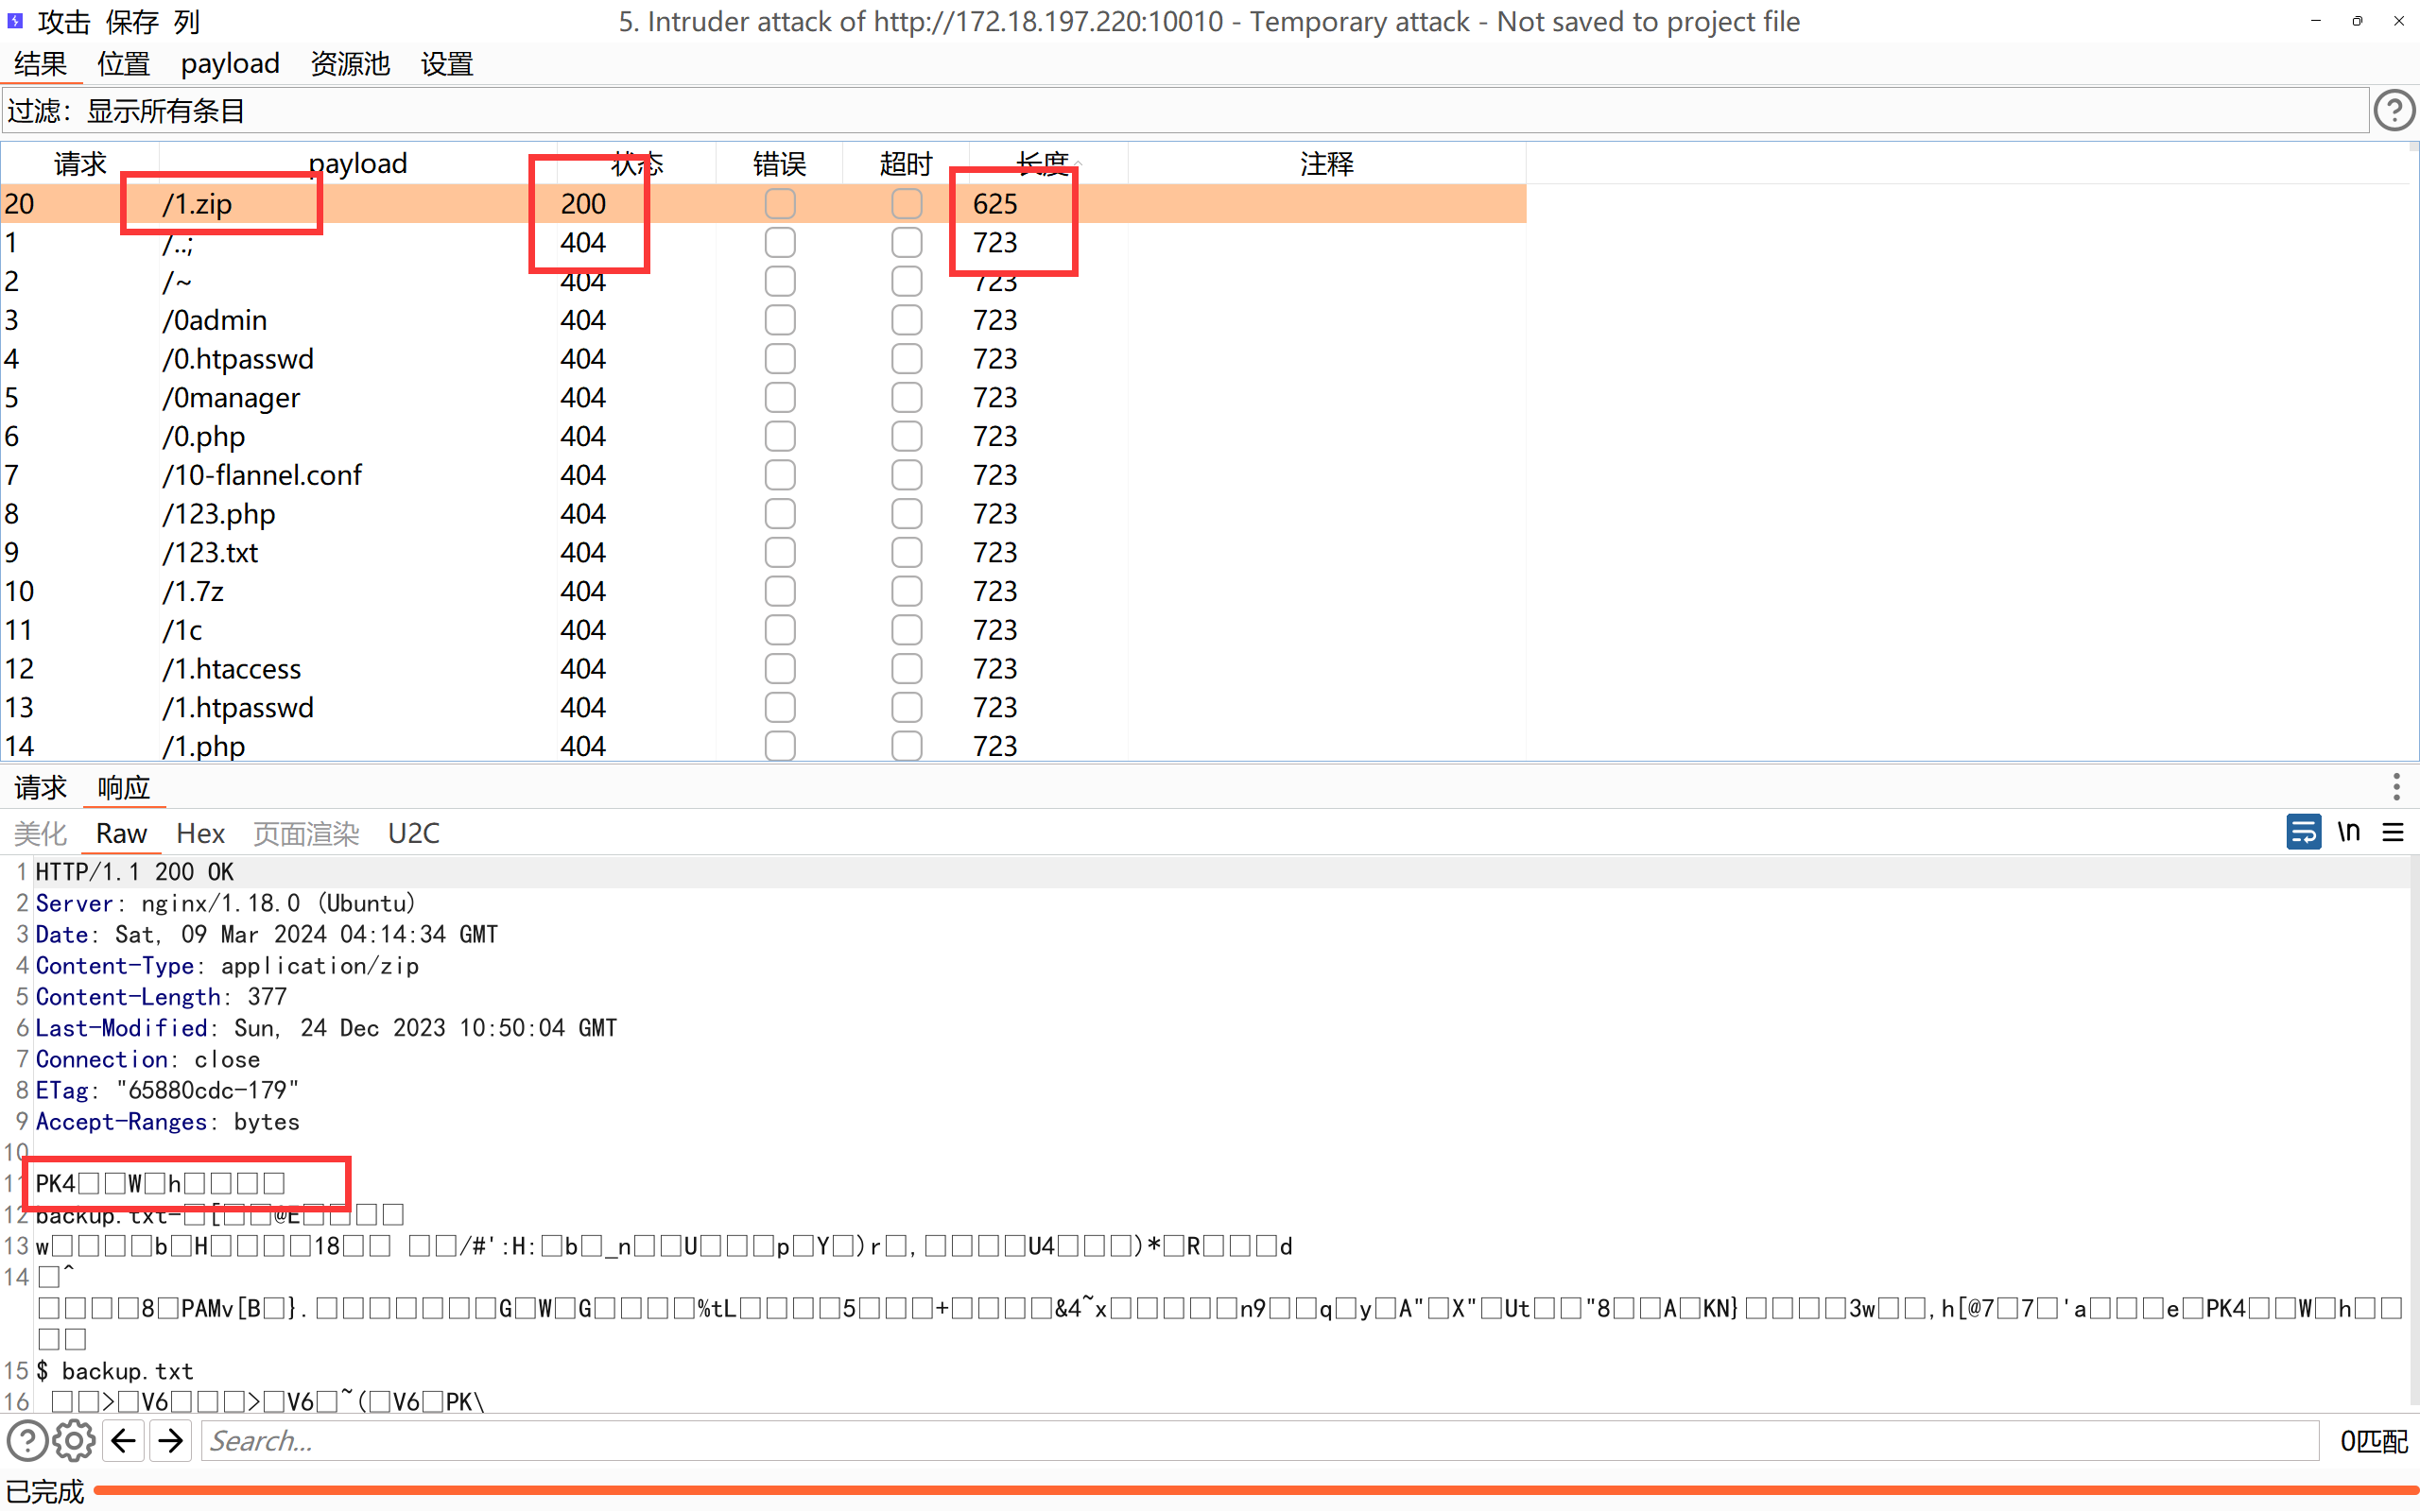 攻击 保存 列 5. Intruder attack of http://172.18.197.220:10010 - Temporary attack - Not saved to project file
结果 位置 payload 资源池 设置
过滤：显示所有条目
请求 payload 状态 错误 超时 长度 注释
20 /1.zip 200 625
1 /..; 404 723
2 /~ 404 723
3 /0admin 404 723
4 /0.htpasswd 404 723
5 /0manager 404 723
6 /0.php 404 723
7 /10-flannel.conf 404 723
8 /123.php 404 723
9 /123.txt 404 723
10 /1.7z 404 723
11 /1c 404 723
12 /1.htaccess 404 723
13 /1.htpasswd 404 723
14 /1.php 404 723
请求 响应
美化 Raw Hex 页面渲染 U2C \n
1 HTTP/1.1 200 OK
2 Server: nginx/1.18.0 (Ubuntu)
3 Date: Sat, 09 Mar 2024 04:14:34 GMT
4 Content-Type: application/zip
5 Content-Length: 377
6 Last-Modified: Sun, 24 Dec 2023 10:50:04 GMT
7 Connection: close
8 ETag: "65880cdc-179"
9 Accept-Ranges: bytes
10
11 PK4□□W□h□□□□
12 backup.txt-□[□□@E□□□□
13 w□□□□b□H□□□□18□□ □□/#':H:□b□_n□□U□□□p□Y□)r□,□□□□U4□□□)*□R□□□d
14 □^
□□□□8□PAMv[B□}.□□□□□□□G□W□G□□□□%tL□□□□5□□□+□□□□&4~x□□□□□n9□□q□y□A"□X"□Ut□□"8□□A□KN}□□□□3w□□,h[@7□7□'a□□□e□PK4□□W□h□□
□□
15 $ backup.txt
16 □□>□V6□□□>□V6□~(□V6□PK\
Search...
0匹配
已完成